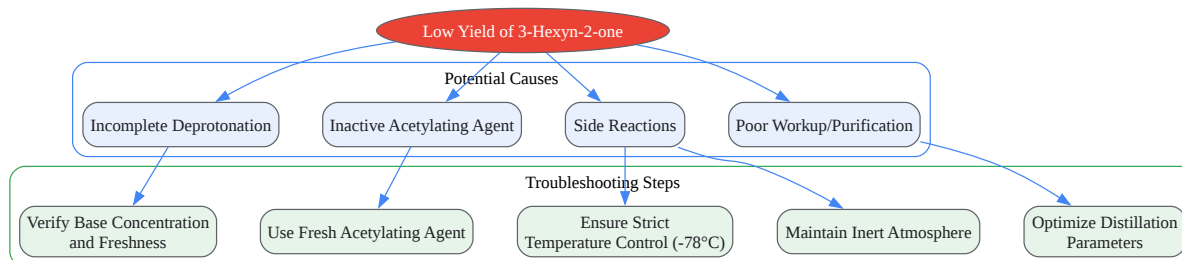 Low Yield of 3-Hexyn-2-one
Potential Causes
Incomplete Deprotonation
Inactive Acetylating Agent
Side Reactions
Poor Workup/Purification
Troubleshooting Steps
Verify Base Concentration
and Freshness
Use Fresh Acetylating Agent
Ensure Strict
Temperature Control (-78°C)
Maintain Inert Atmosphere
Optimize Distillation
Parameters